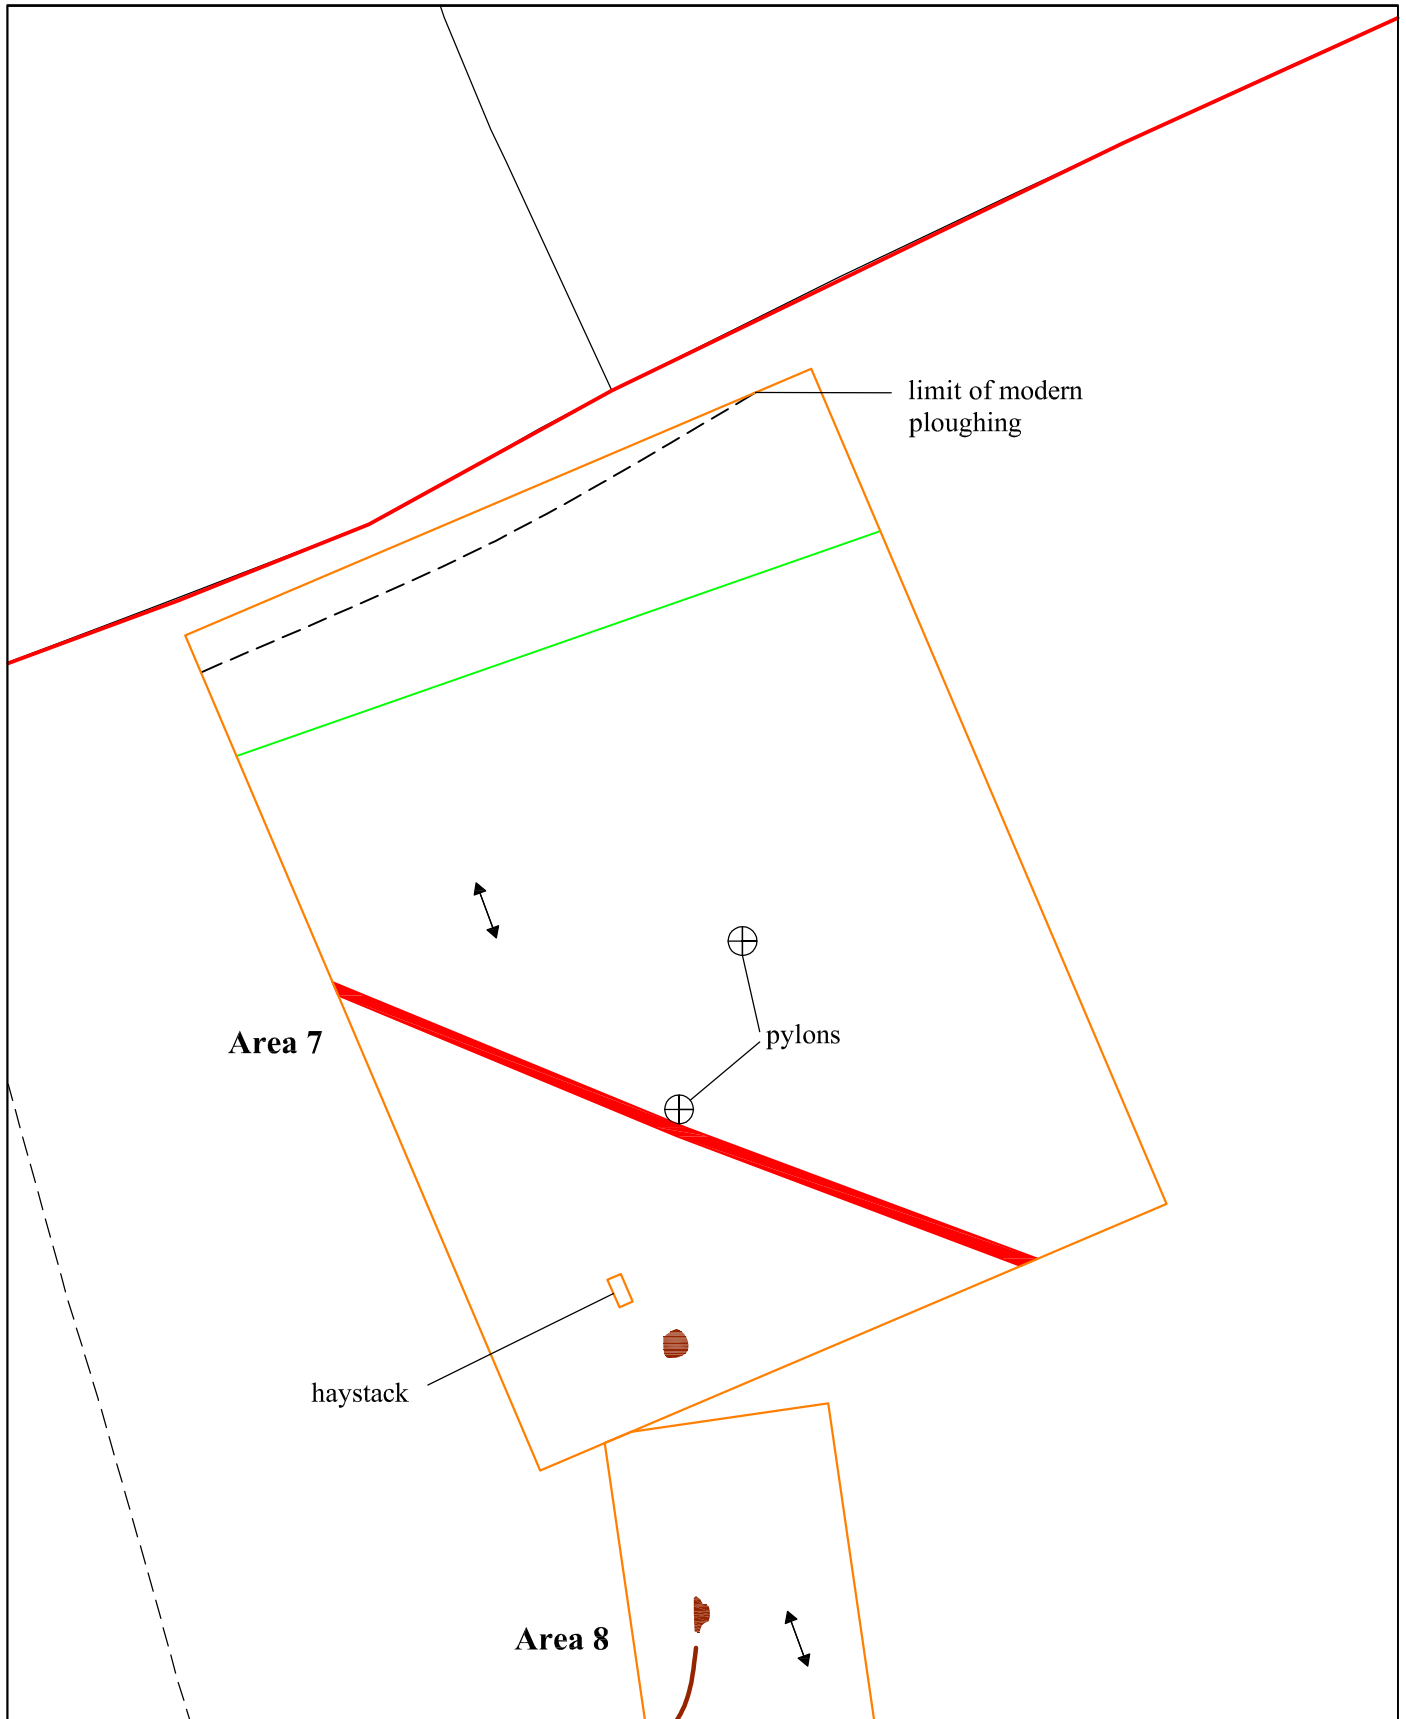 limit of modern
ploughing
Area 7
pylons
haystack
Area 8